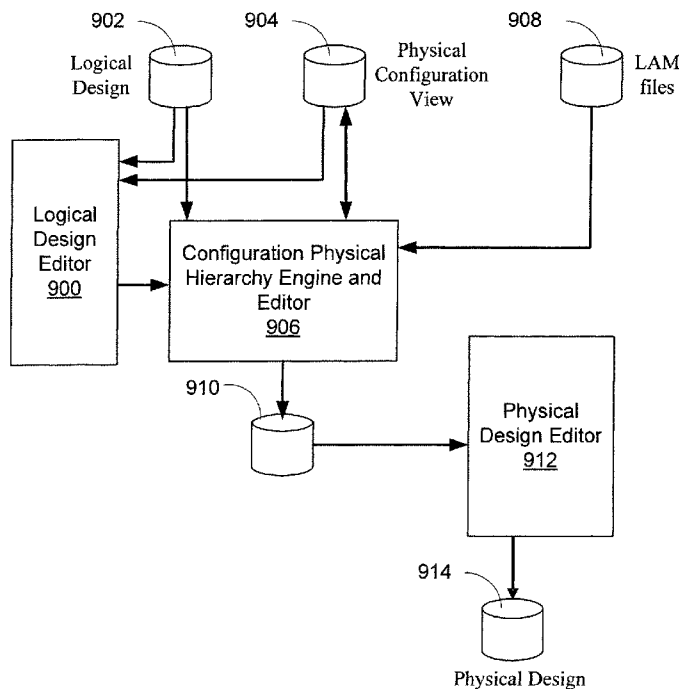 902
904
908
Logical
Design
Physical
Configuration
View
LAM
files
Logical
Design
Editor
900
Configuration Physical
Hierarchy Engine and
Editor
906
910
Physical
Design Editor
912
914
Physical Design